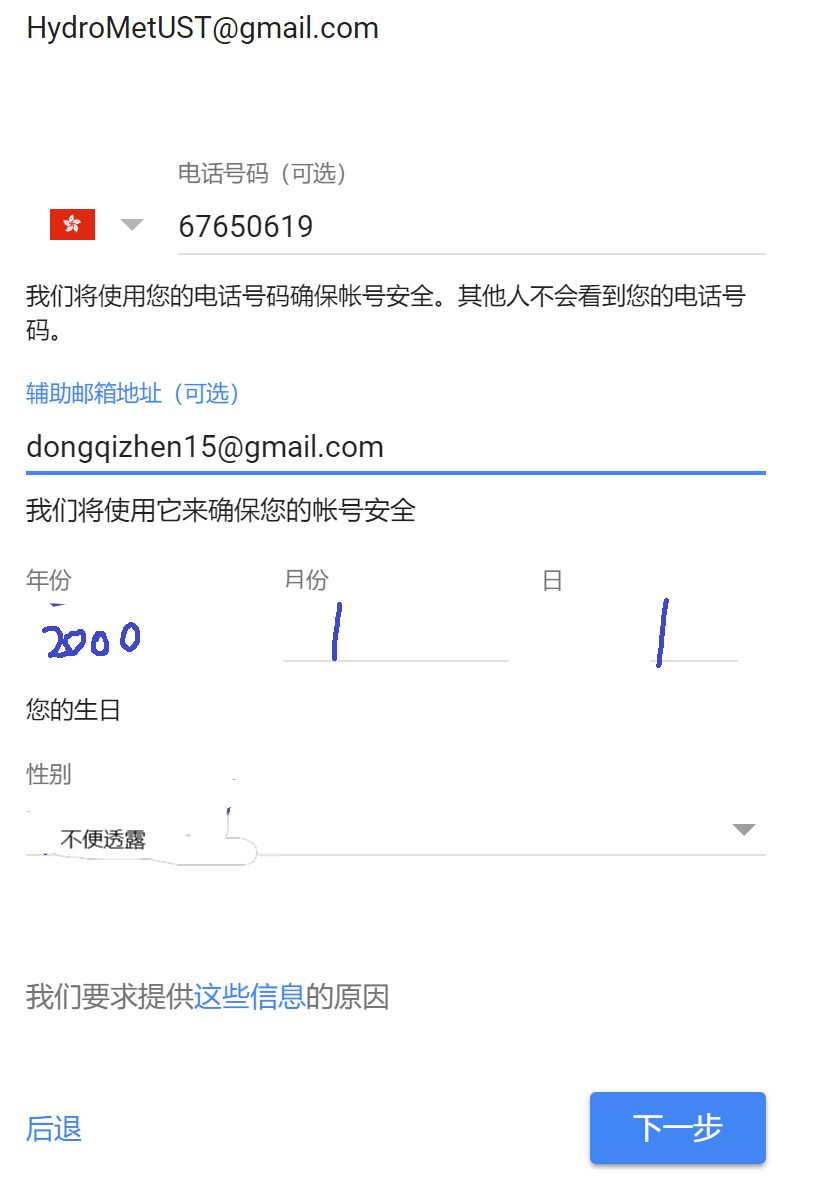 HydroMetUST@gmail.com
电话号码（可选）
67650619
我们将使用您的电话号码确保帐号安全。其他人不会看到您的电话号
码。
辅助邮箱地址（可选）
dongqizhen15@gmail.com
我们将使用它来确保您的帐号安全
年份 月份 日
2000 1 1
您的生日
性别
不便透露
我们要求提供这些信息的原因
后退 下一步